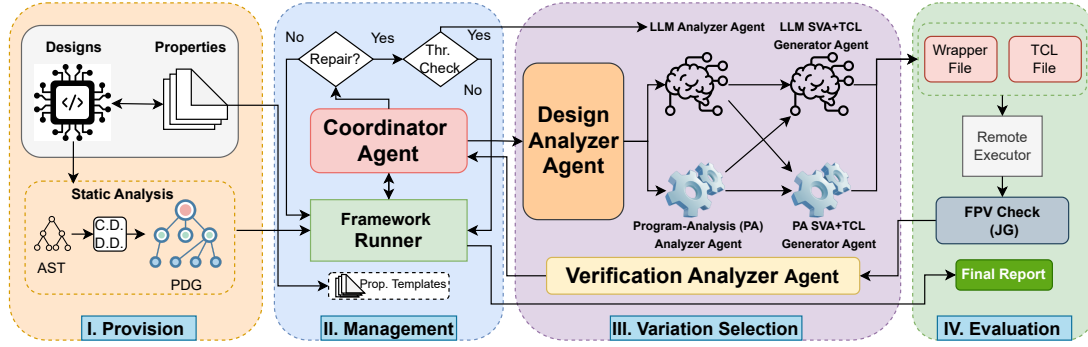 Designs
Properties
</>
Static Analysis
AST
C.D.
D.D.
PDG
I. Provision
No
Yes
Yes
Repair?
Thr.
Check
No
Coordinator
Agent
Framework
Runner
Prop. Templates
II. Management
LLM Analyzer Agent
LLM SVA+TCL
Generator Agent
Design
Analyzer
Agent
Program-Analysis (PA)
Analyzer Agent
PA SVA+TCL
Generator Agent
Verification Analyzer Agent
III. Variation Selection
Wrapper
File
TCL
File
Remote
Executor
FPV Check
(JG)
Final Report
IV. Evaluation